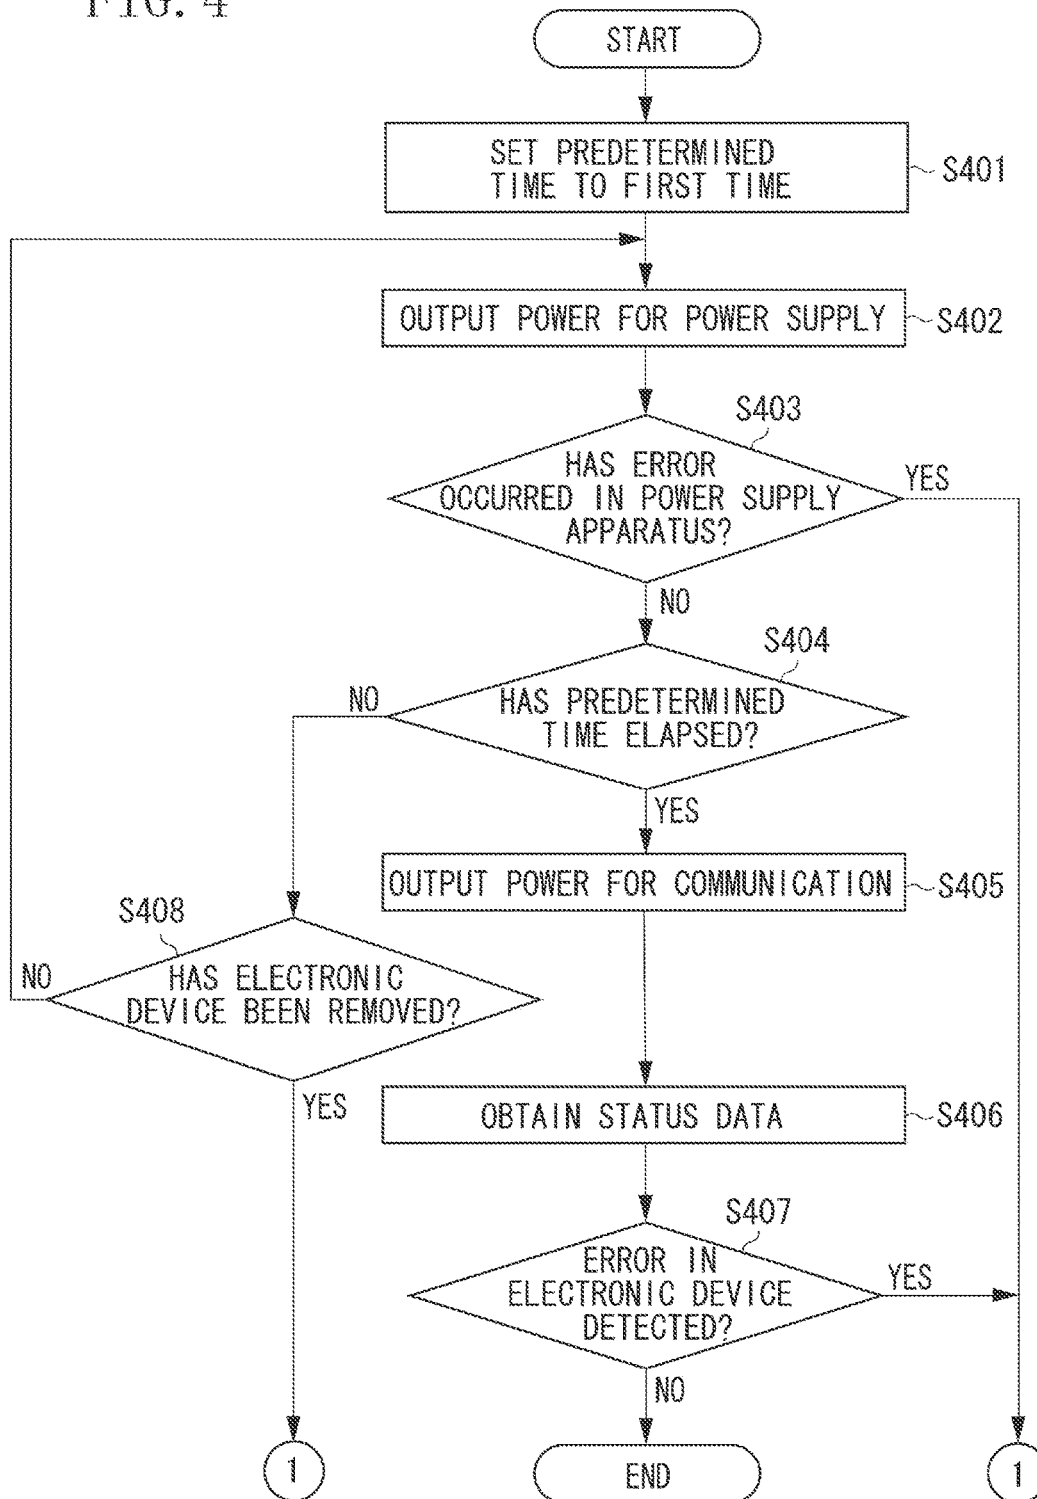 FIG. 4
START
SET PREDETERMINED
TIME TO FIRST TIME
S401
OUTPUT POWER FOR POWER SUPPLY
S402
S403
HAS ERROR
OCCURRED IN POWER SUPPLY
APPARATUS?
YES
NO
S404
HAS PREDETERMINED
TIME ELAPSED?
NO
YES
OUTPUT POWER FOR COMMUNICATION
S405
S408
HAS ELECTRONIC
DEVICE BEEN REMOVED?
NO
YES
OBTAIN STATUS DATA
S406
S407
ERROR IN
ELECTRONIC DEVICE
DETECTED?
YES
NO
1
END
1